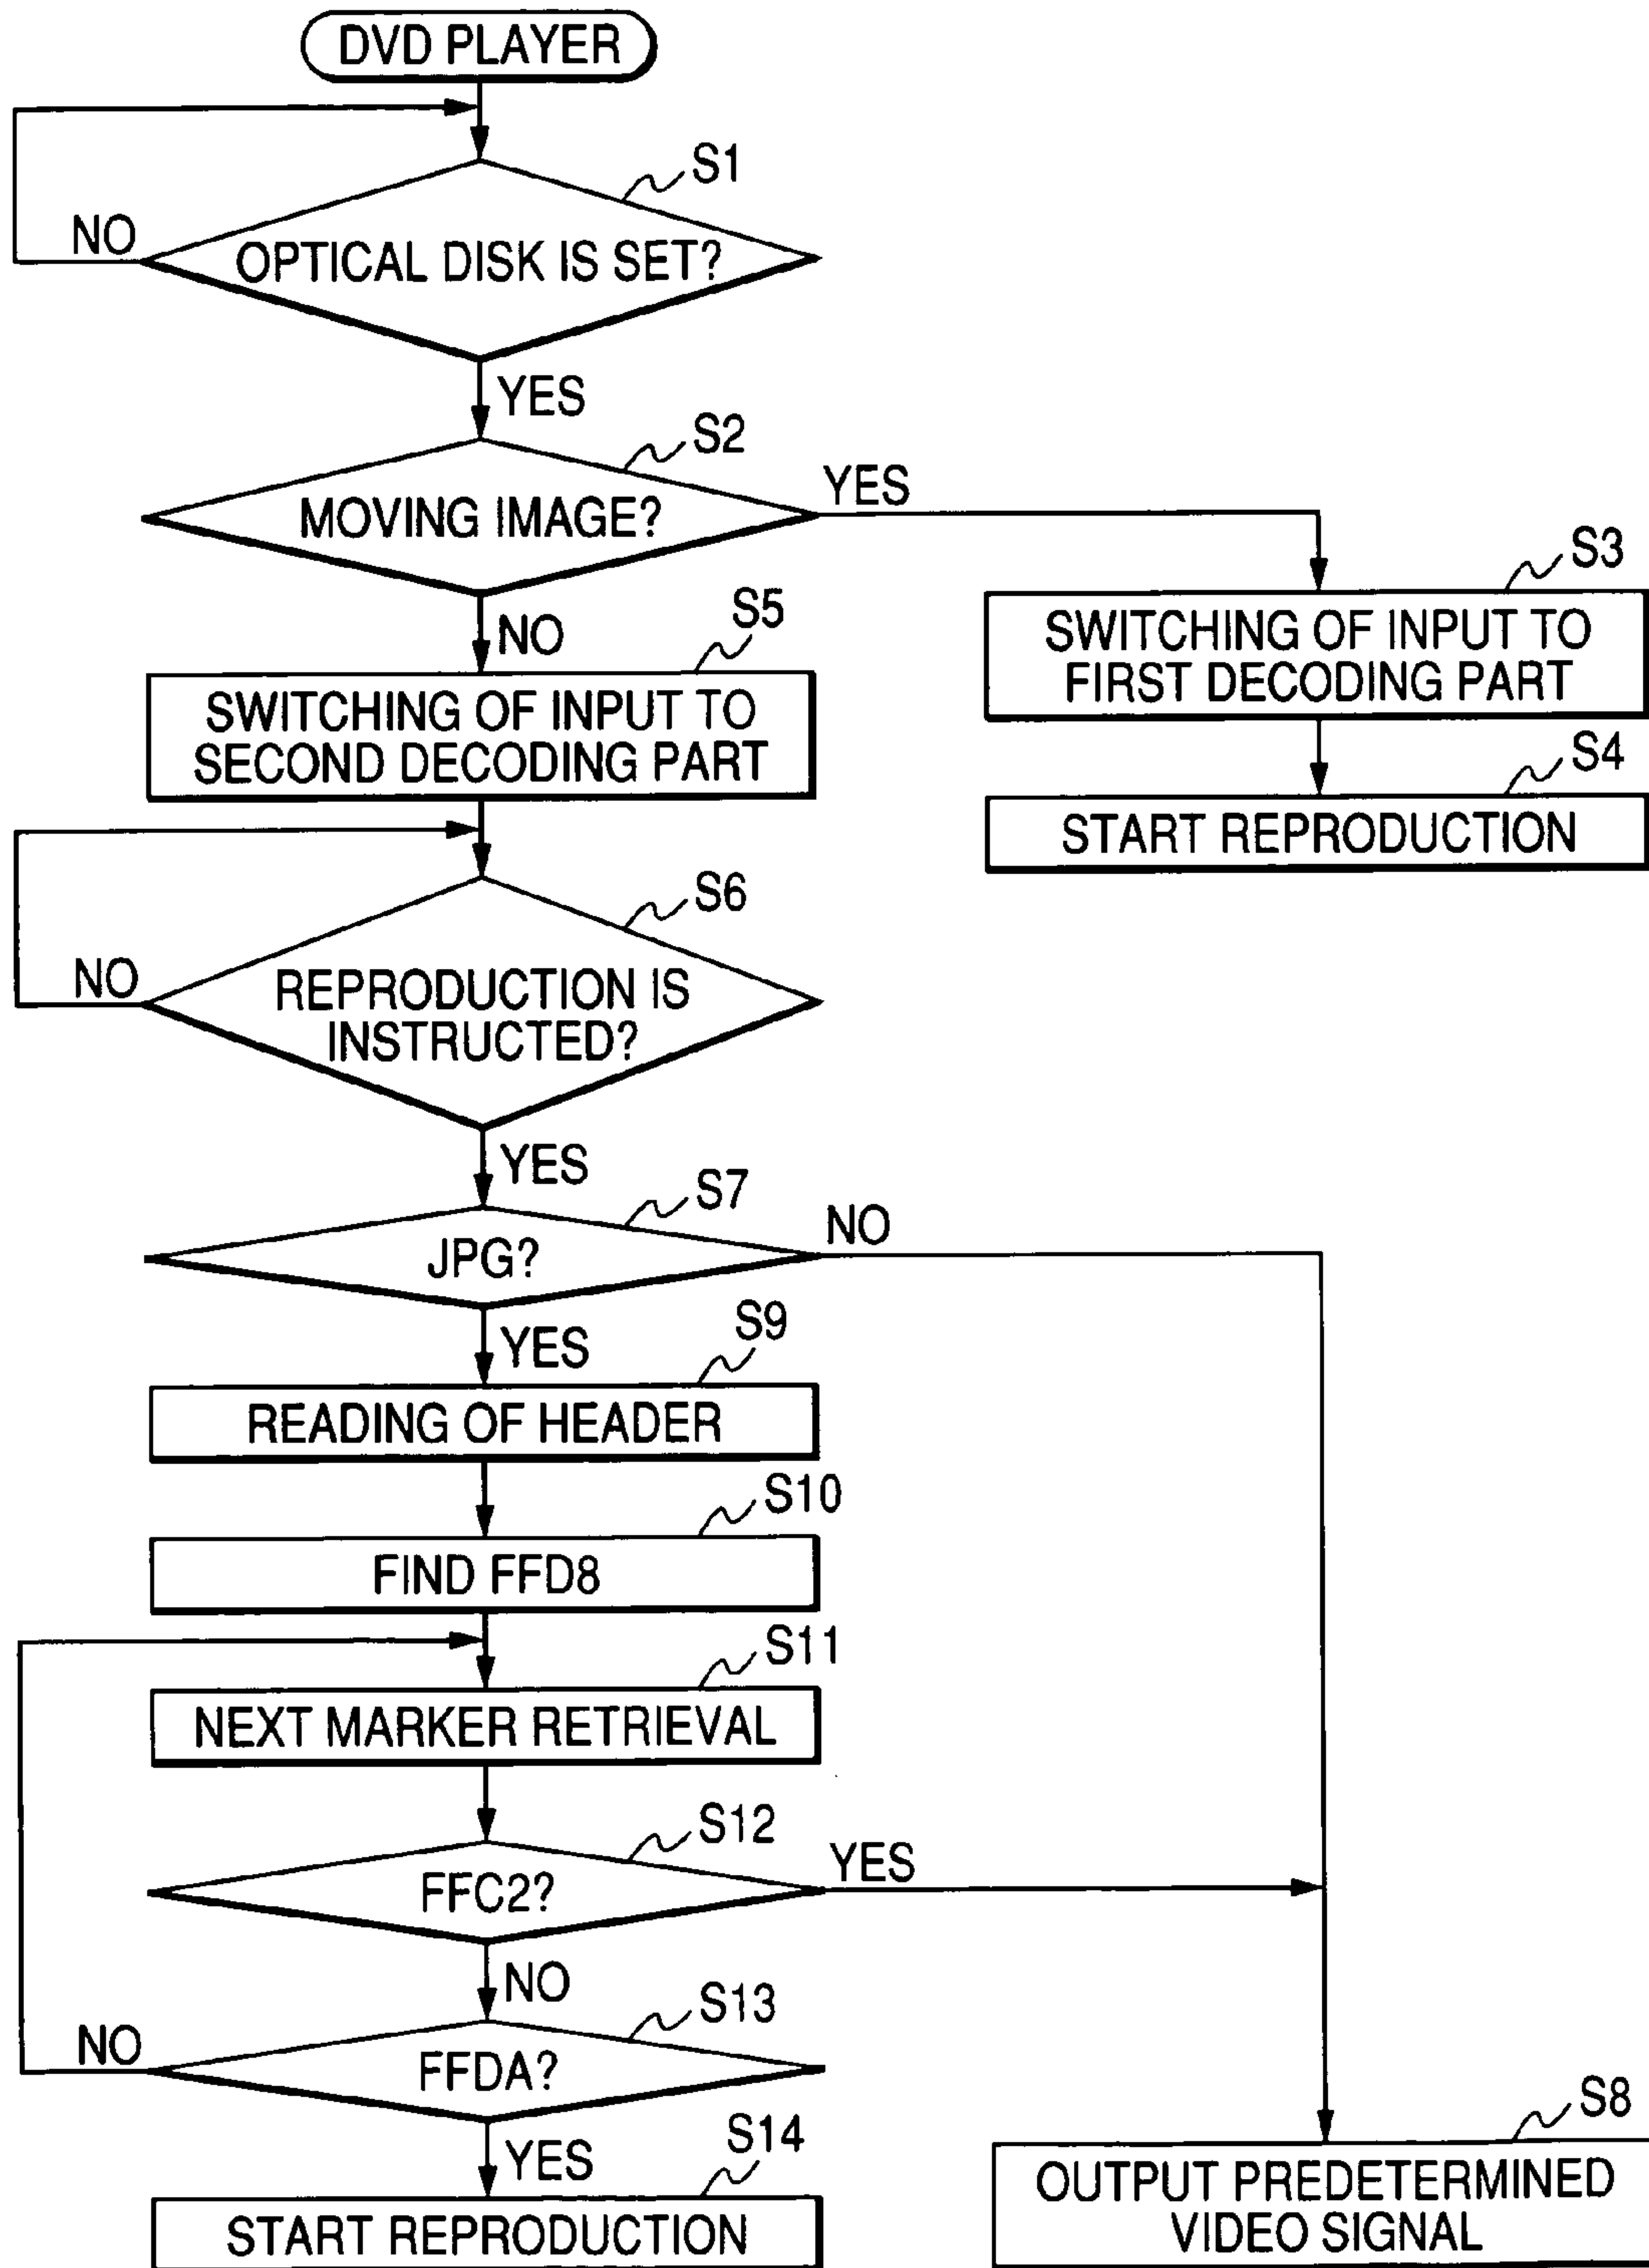 DVD PLAYER
S1
NO
OPTICAL DISK IS SET?
YES
S2
YES
MOVING IMAGE?
S3
NO
S5
SWITCHING OF INPUT TO
FIRST DECODING PART
SWITCHING OF INPUT TO
SECOND DECODING PART
S4
START REPRODUCTION
S6
NO
REPRODUCTION IS
INSTRUCTED?
YES
S7
NO
JPG?
YES
S9
READING OF HEADER
S10
FIND FFD8
S11
NEXT MARKER RETRIEVAL
S12
YES
FFC2?
NO
S13
NO
FFDA?
YES
S14
START REPRODUCTION
S8
OUTPUT PREDETERMINED
VIDEO SIGNAL